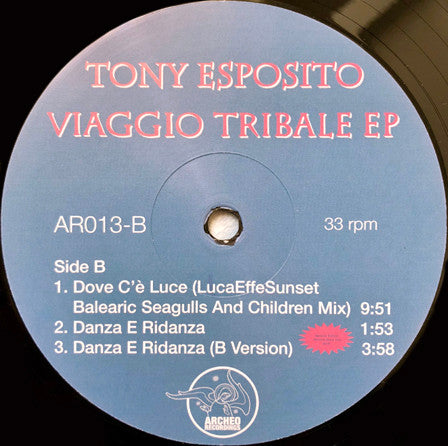 TONY ESPOSITO
VIAGGIO TRIBALE EP
AR013-B
33 rpm
Side B
1. Dove C'è Luce (LucaEffeSunset
Balearic Seagulls And Children Mix) 9:51
2. Danza E Ridanza 1:53
3. Danza E Ridanza (B Version) 3:58
ARCHEO
RECORDINGS